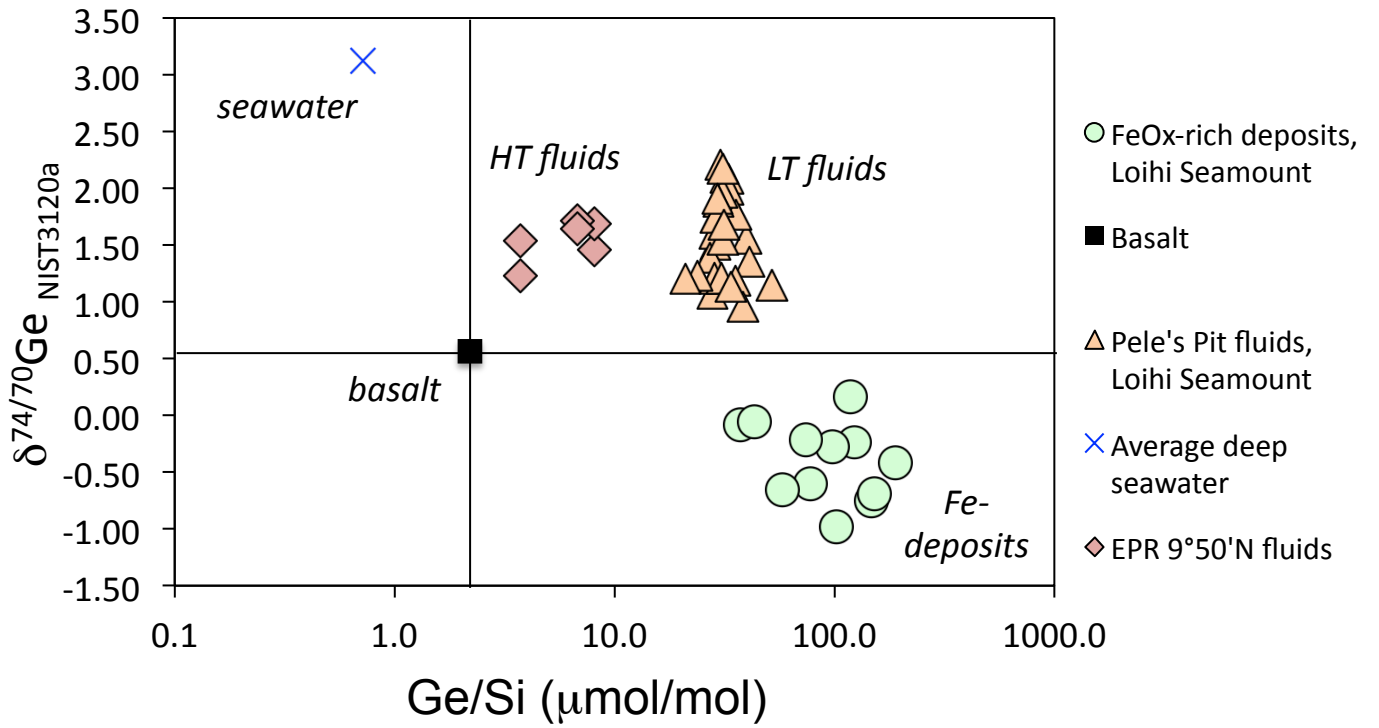 3.50
3.00
2.50
2.00
1.50
1.00
0.50
0.00
-0.50
-1.00
-1.50
δ74/70Ge NIST3120a
0.1
1.0
10.0
100.0
1000.0
Ge/Si (μmol/mol)
seawater
HT fluids
LT fluids
basalt
Fe-
deposits
FeOx-rich deposits,
Loihi Seamount
Basalt
Pele's Pit fluids,
Loihi Seamount
Average deep
seawater
EPR 9°50'N fluids